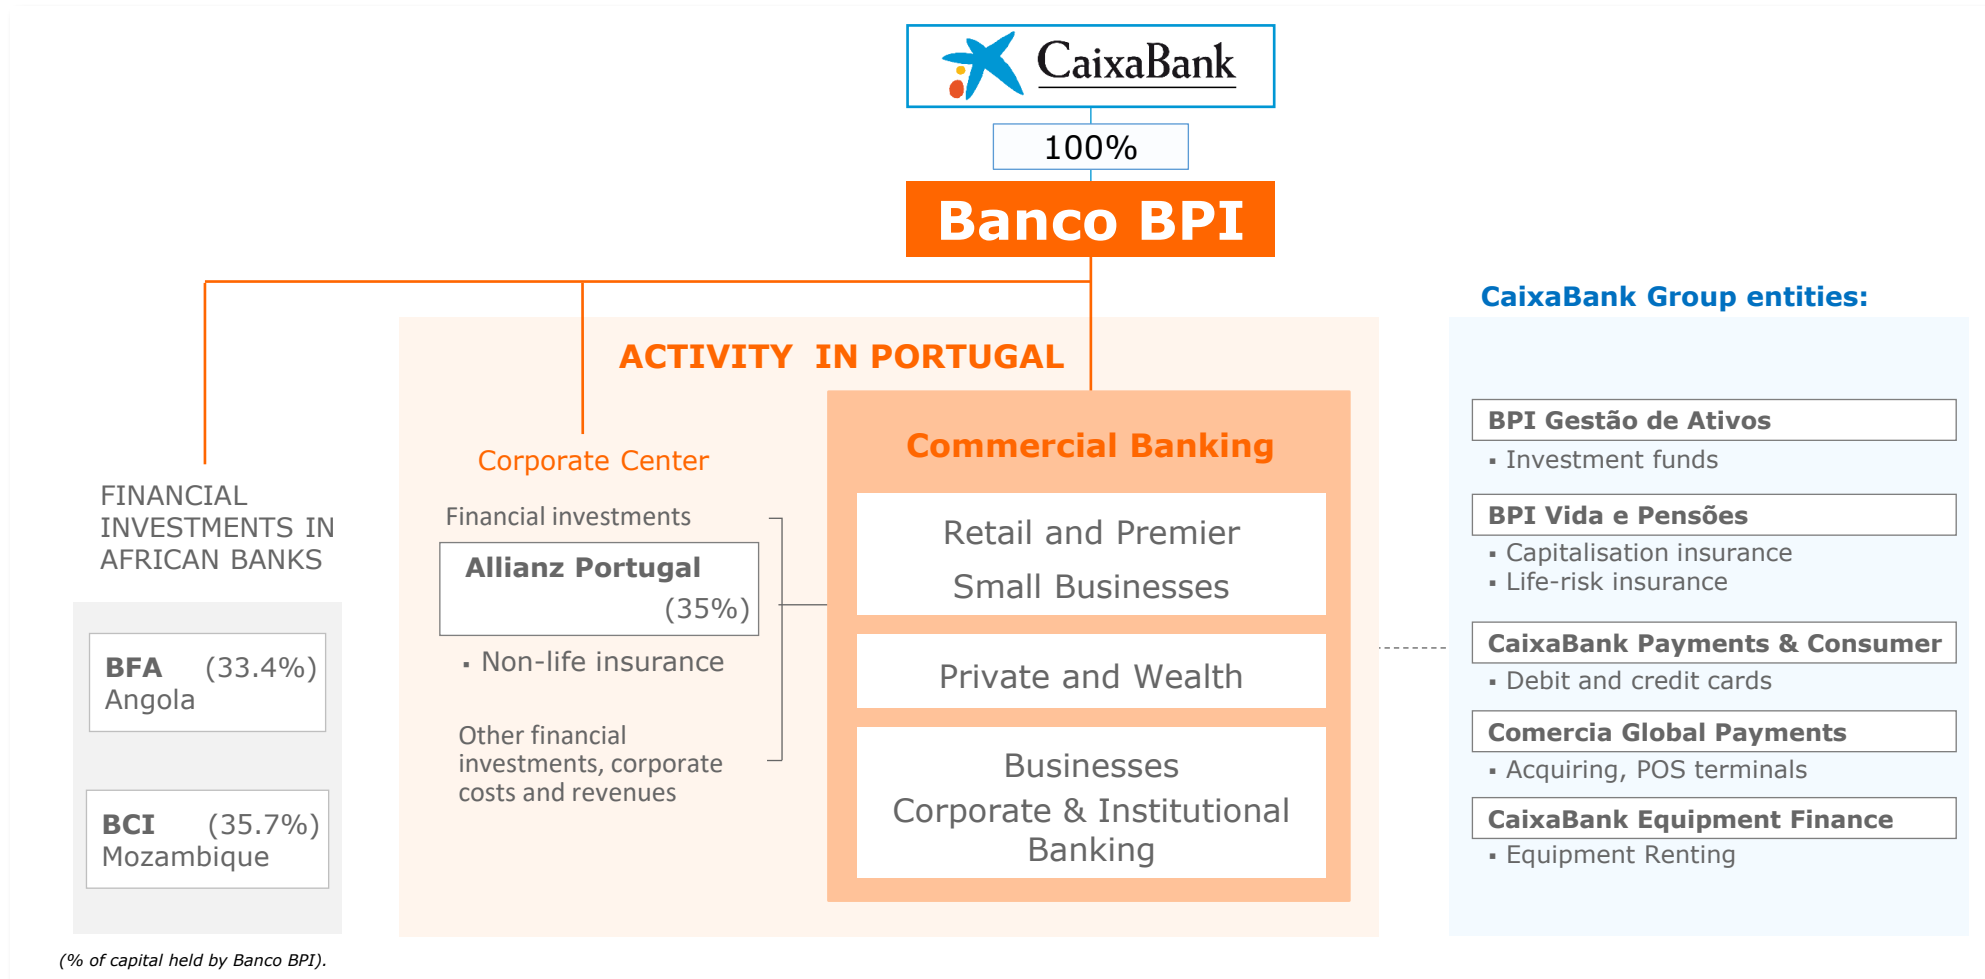 CaixaBank
100%
Banco BPI
FINANCIAL
INVESTMENTS IN
AFRICAN BANKS
BFA (33.4%)
Angola
BCI (35.7%)
Mozambique
(% of capital held by Banco BPI).
ACTIVITY IN PORTUGAL
Corporate Center
Financial investments
Allianz Portugal
(35%)
▪ Non-life insurance
Other financial
investments, corporate
costs and revenues
Commercial Banking
Retail and Premier
Small Businesses
Private and Wealth
Businesses
Corporate & Institutional
Banking
CaixaBank Group entities:
BPI Gestão de Ativos
▪ Investment funds
BPI Vida e Pensões
▪ Capitalisation insurance
▪ Life-risk insurance
CaixaBank Payments & Consumer
▪ Debit and credit cards
Comercia Global Payments
▪ Acquiring, POS terminals
CaixaBank Equipment Finance
▪ Equipment Renting